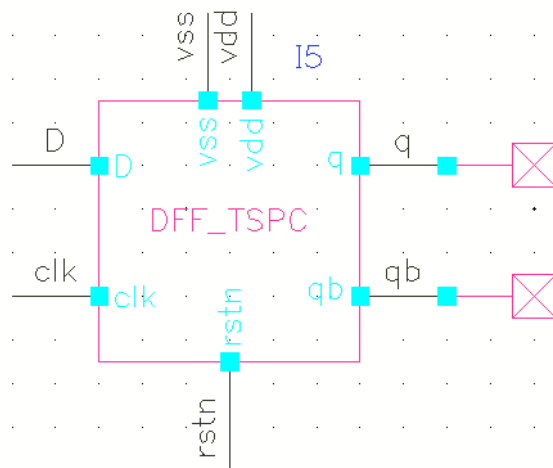 vss
vdd
I5
D
vss
vdd
q
q
D
DFF_TSPC
clk
qb
qb
clk
rstn
rstn